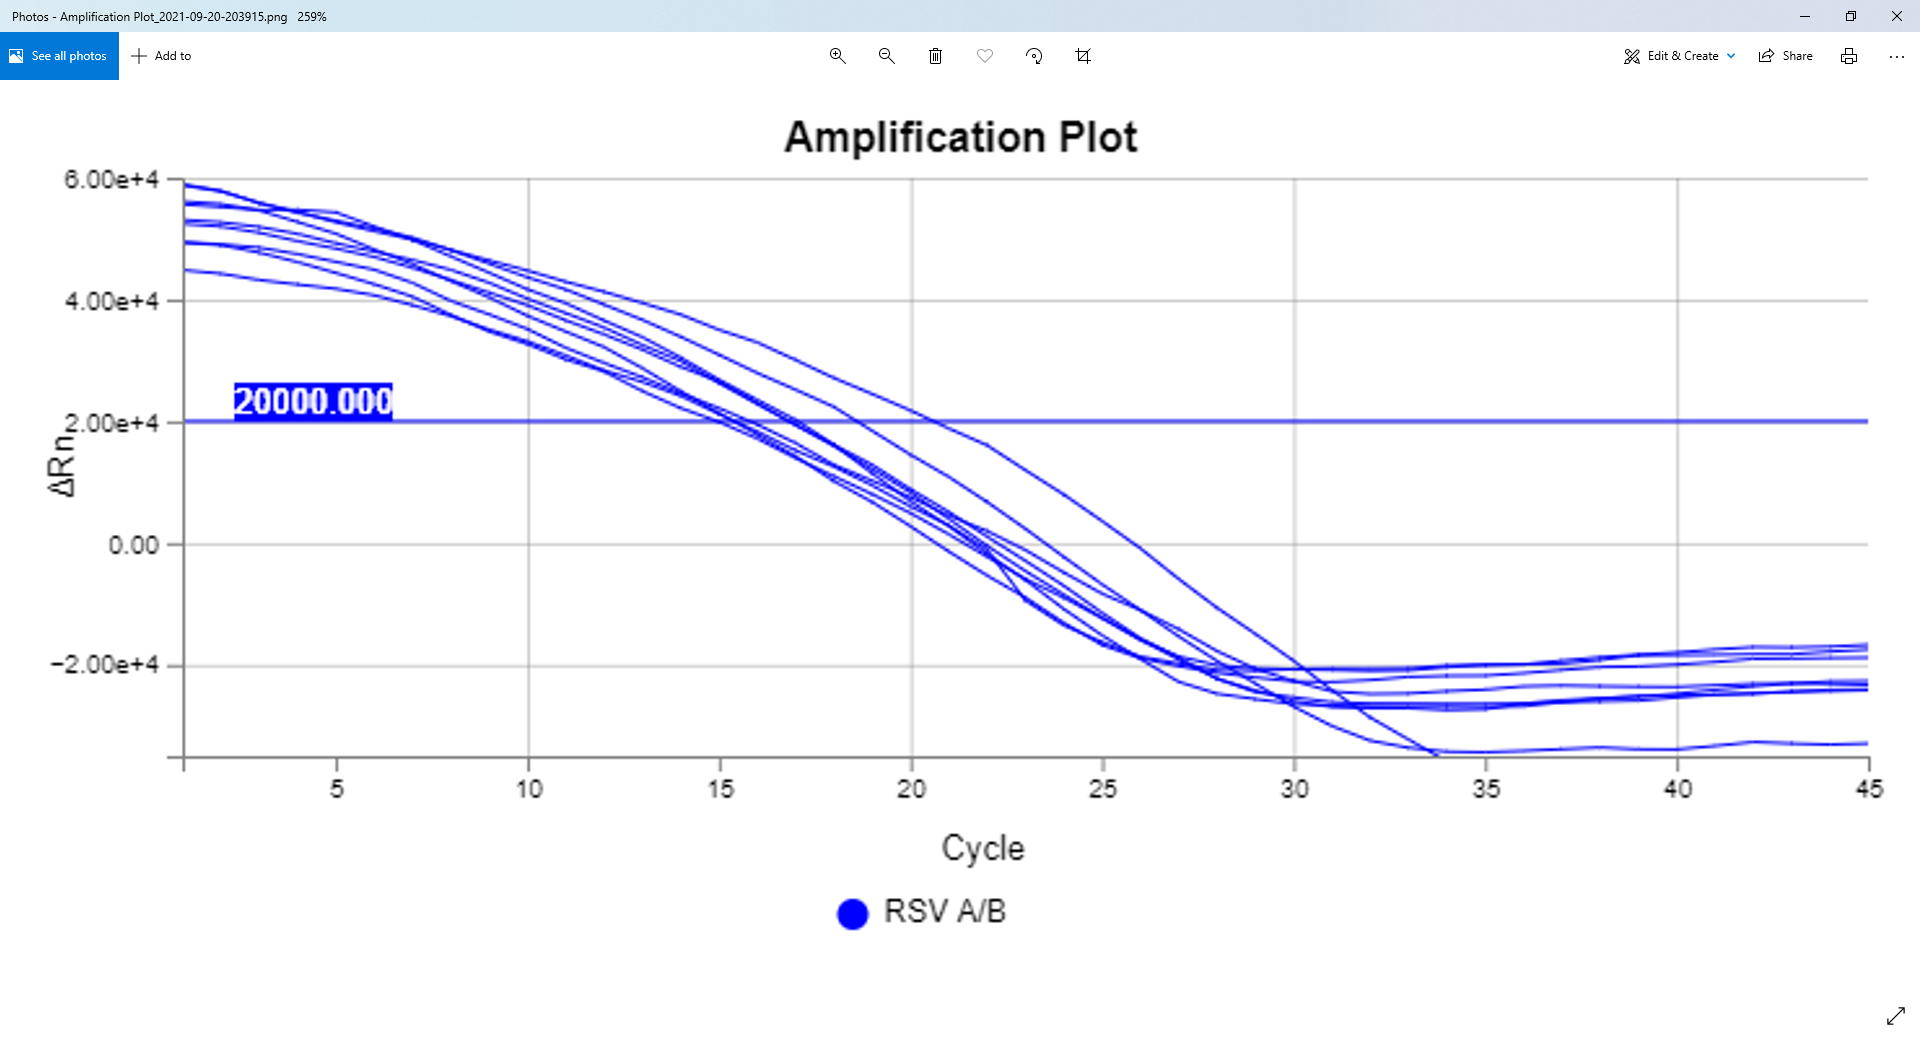 Photos - Amplification Plot_2021-09-20-203915.png 259%
See all photos
Add to
Edit & Create
Share
Amplification Plot
6.00e+4
4.00e+4
20000.000
2.00e+4
ΔRn
0.00
−2.00e+4
5 10 15 20 25 30 35 40 45
Cycle
RSV A/B